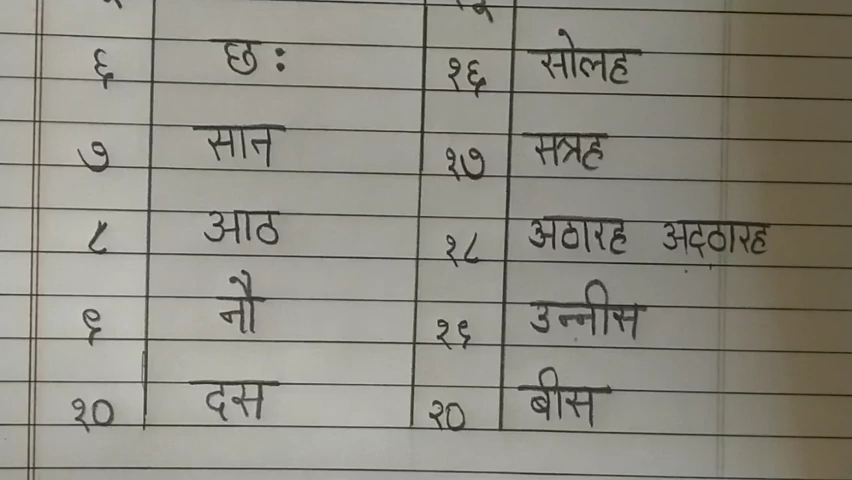 ६ छः १६ सोलह
७ सात १७ सत्रह
८ आठ १८ अठारह अट्ठारह
९ नौ १९ उन्नीस
१० दस २० बीस